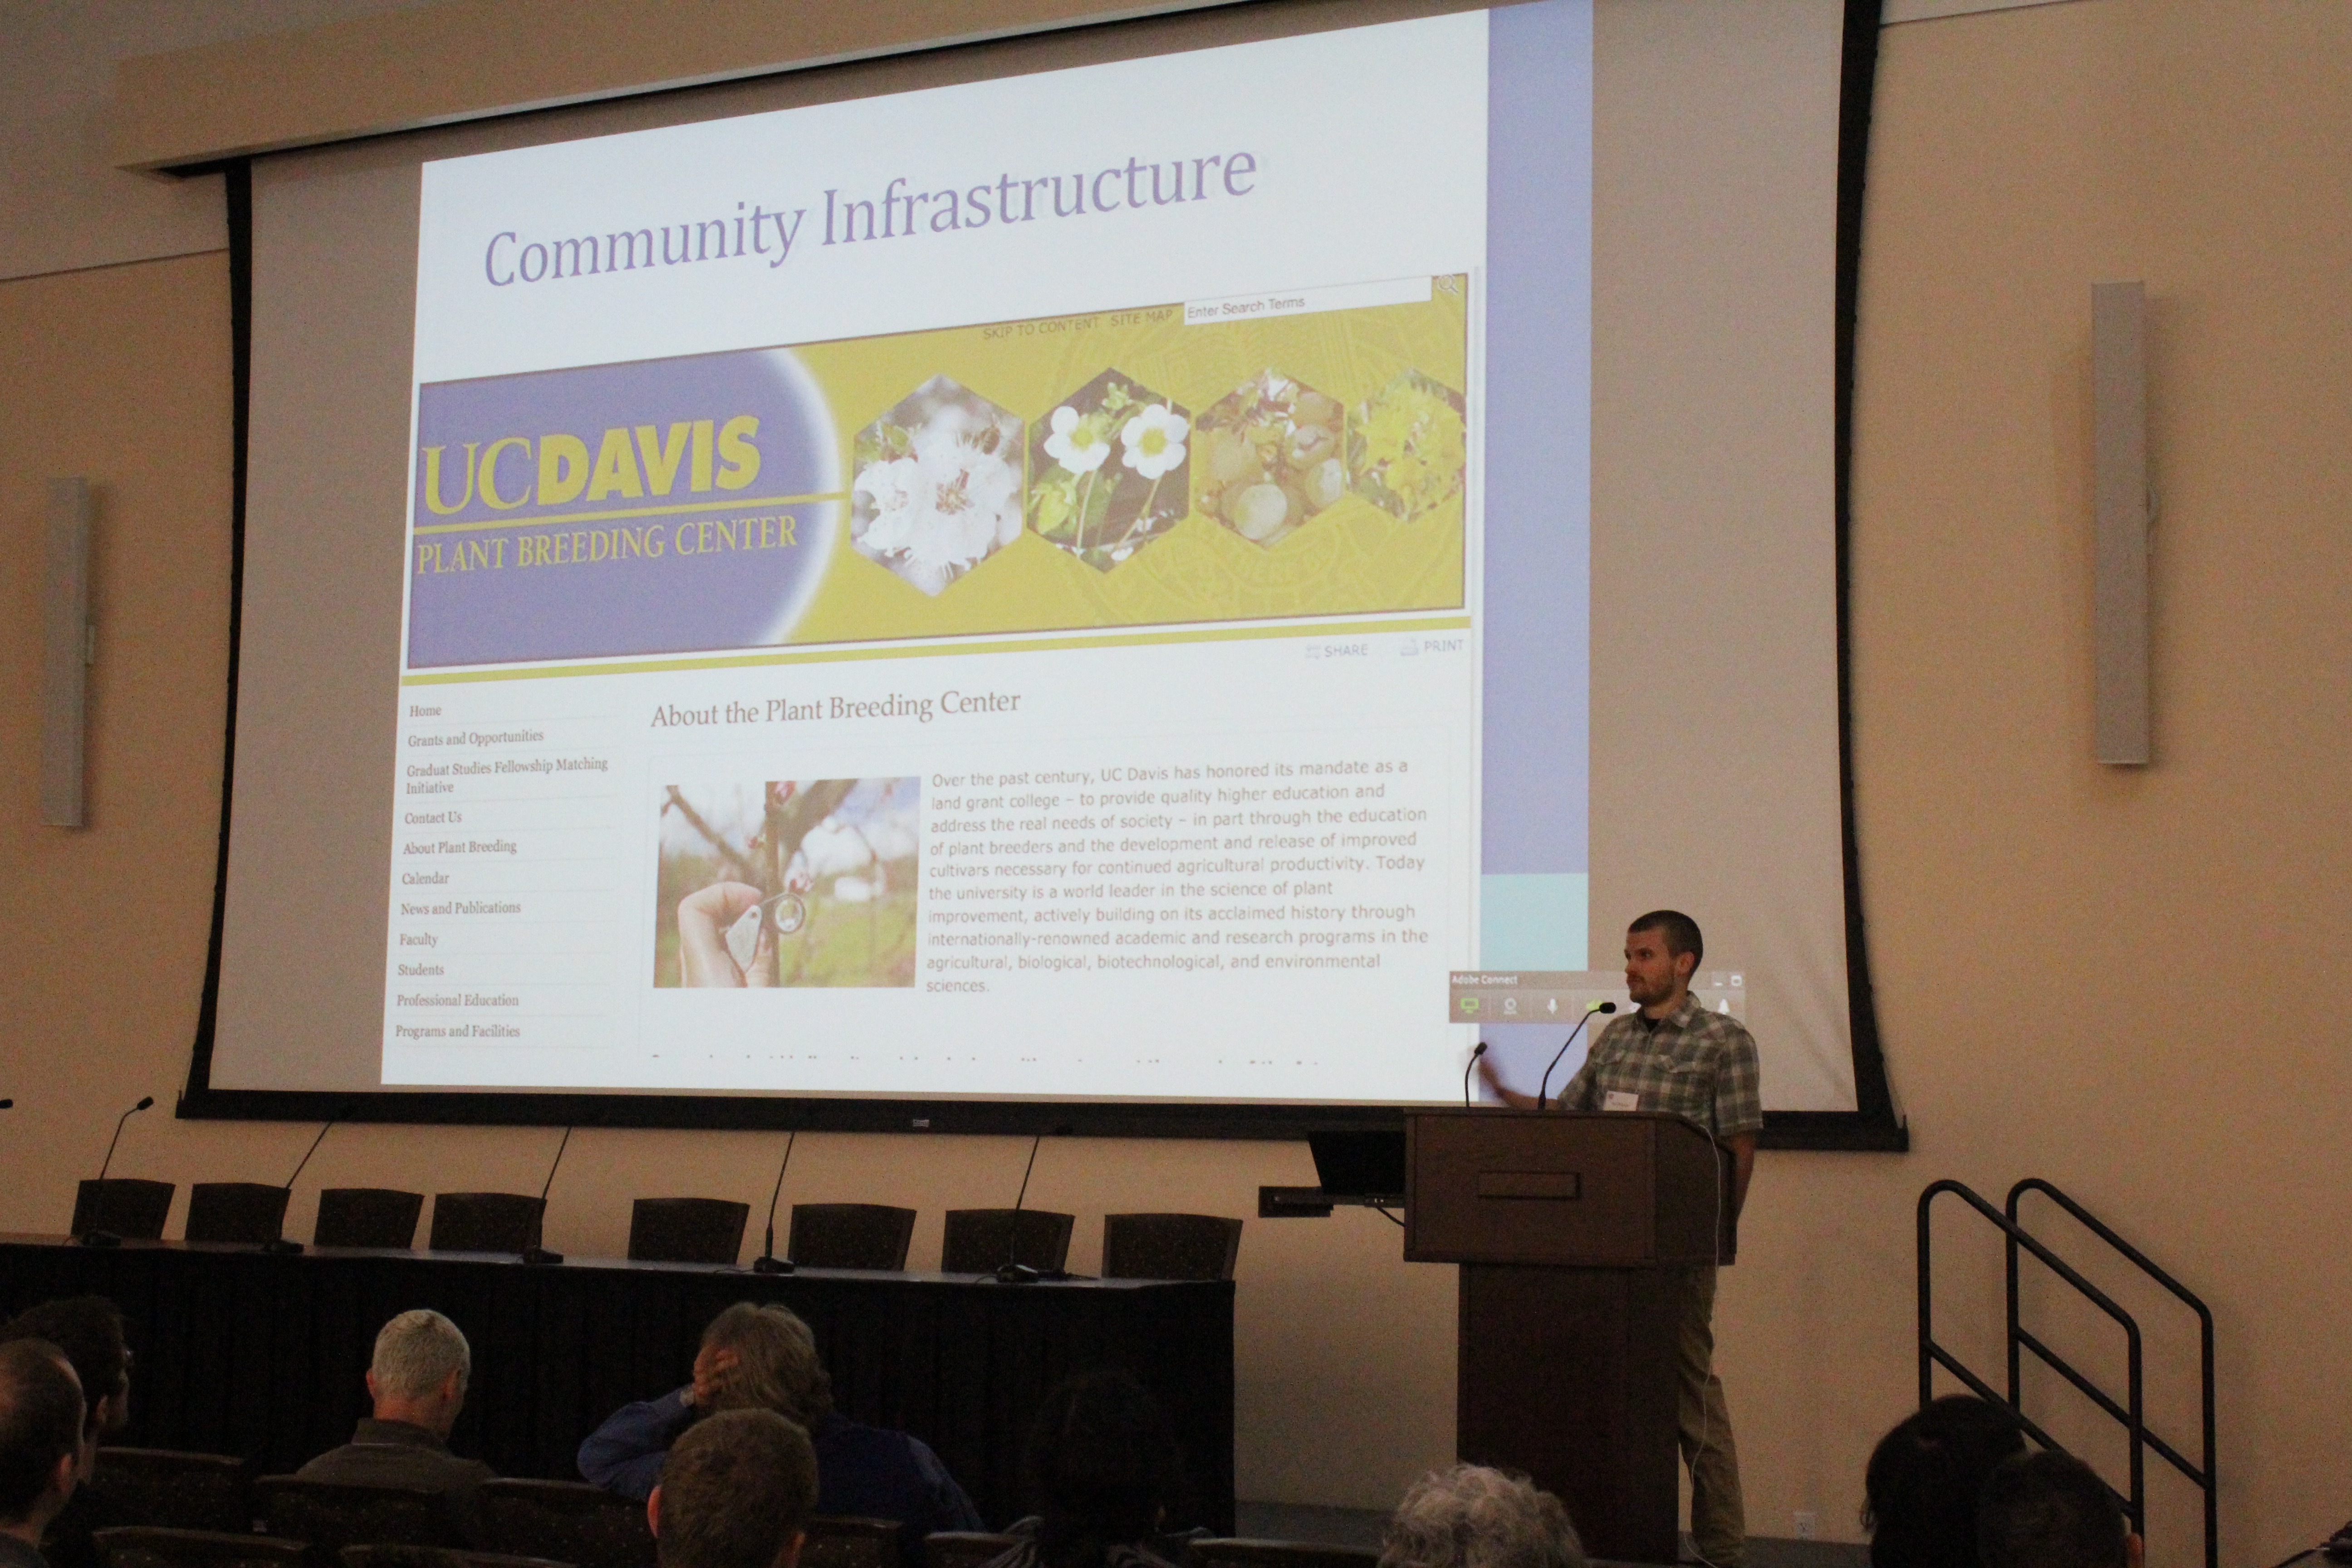 Community Infrastructure
SKIP TO CONTENT SITE MAP Enter Search Terms
UCDAVIS
PLANT BREEDING CENTER
SHARE PRINT
Home
Grants and Opportunities
Graduat Studies Fellowship Matching
Initiative
Contact Us
About Plant Breeding
Calendar
News and Publications
Faculty
Students
Professional Education
Programs and Facilities
About the Plant Breeding Center
Over the past century, UC Davis has honored its mandate as a
land grant college – to provide quality higher education and
address the real needs of society – in part through the education
of plant breeders and the development and release of improved
cultivars necessary for continued agricultural productivity. Today
the university is a world leader in the science of plant
improvement, actively building on its acclaimed history through
internationally-renowned academic and research programs in the
agricultural, biological, biotechnological, and environmental
sciences.
Adobe Connect